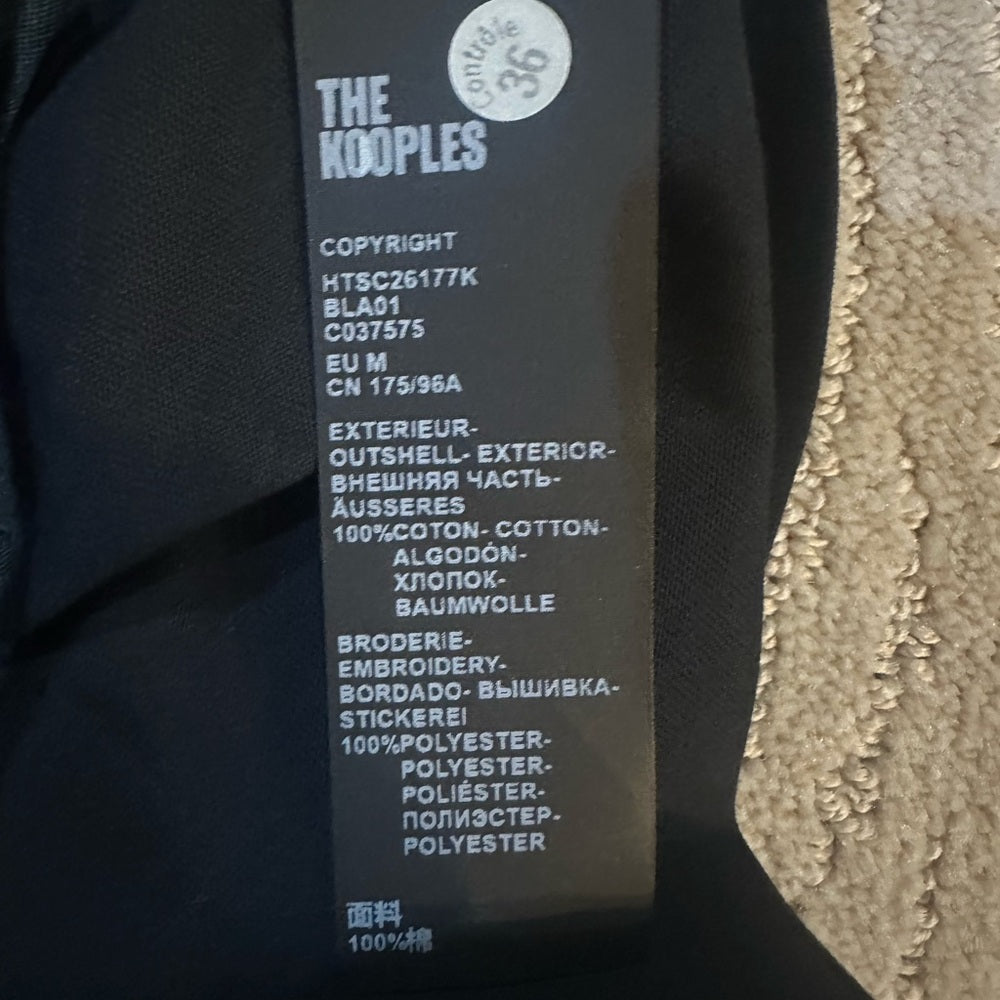 Contrôle
36
THE
KOOPLES
COPYRIGHT
HTSC26177K
BLA01
C037575
EU M
CN 175/96A
EXTERIEUR-
OUTSHELL- EXTERIOR-
ВНЕШНЯЯ ЧАСТЬ-
ÄUSSERES
100%COTON- COTTON-
ALGODÓN-
ХЛОПОК-
BAUMWOLLE
BRODERIE-
EMBROIDERY-
BORDADO- ВЫШИВКА-
STICKEREI
100%POLYESTER-
POLYESTER-
POLIÉSTER-
ПОЛИЭСТЕР-
POLYESTER
面料
100%棉